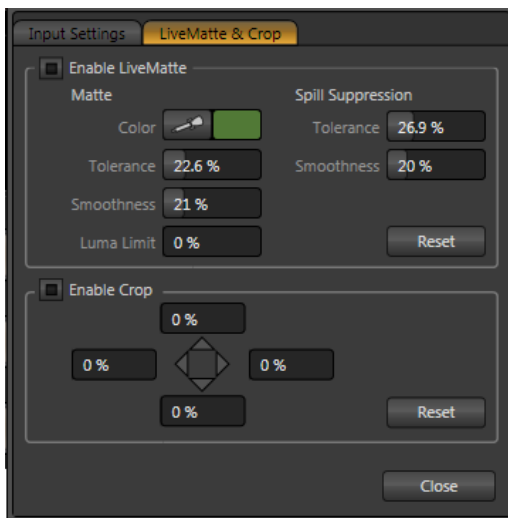 Input Settings LiveMatte & Crop
Enable LiveMatte
Matte Spill Suppression
Color Tolerance 26.9 %
Tolerance 22.6 % Smoothness 20 %
Smoothness 21 %
Luma Limit 0 % Reset
Enable Crop
0 %
0 % 0 %
0 % Reset
Close